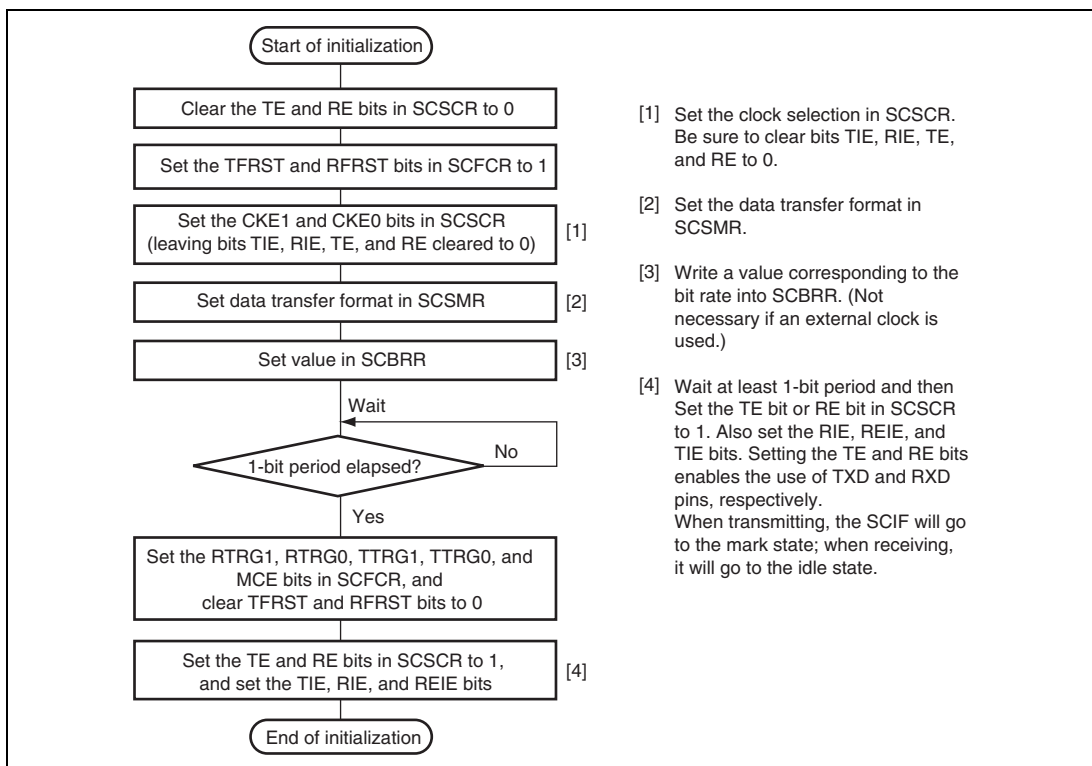 Start of initialization
Clear the TE and RE bits in SCSCR to 0
Set the TFRST and RFRST bits in SCFCR to 1
Set the CKE1 and CKE0 bits in SCSCR
(leaving bits TIE, RIE, TE, and RE cleared to 0)
[1]
Set data transfer format in SCSMR
[2]
Set value in SCBRR
[3]
Wait
1-bit period elapsed?
No
Yes
Set the RTRG1, RTRG0, TTRG1, TTRG0, and
MCE bits in SCFCR, and
clear TFRST and RFRST bits to 0
Set the TE and RE bits in SCSCR to 1,
and set the TIE, RIE, and REIE bits
[4]
End of initialization
[1] Set the clock selection in SCSCR.
Be sure to clear bits TIE, RIE, TE,
and RE to 0.
[2] Set the data transfer format in
SCSMR.
[3] Write a value corresponding to the
bit rate into SCBRR. (Not
necessary if an external clock is
used.)
[4] Wait at least 1-bit period and then
Set the TE bit or RE bit in SCSCR
to 1. Also set the RIE, REIE, and
TIE bits. Setting the TE and RE bits
enables the use of TXD and RXD
pins, respectively.
When transmitting, the SCIF will go
to the mark state; when receiving,
it will go to the idle state.